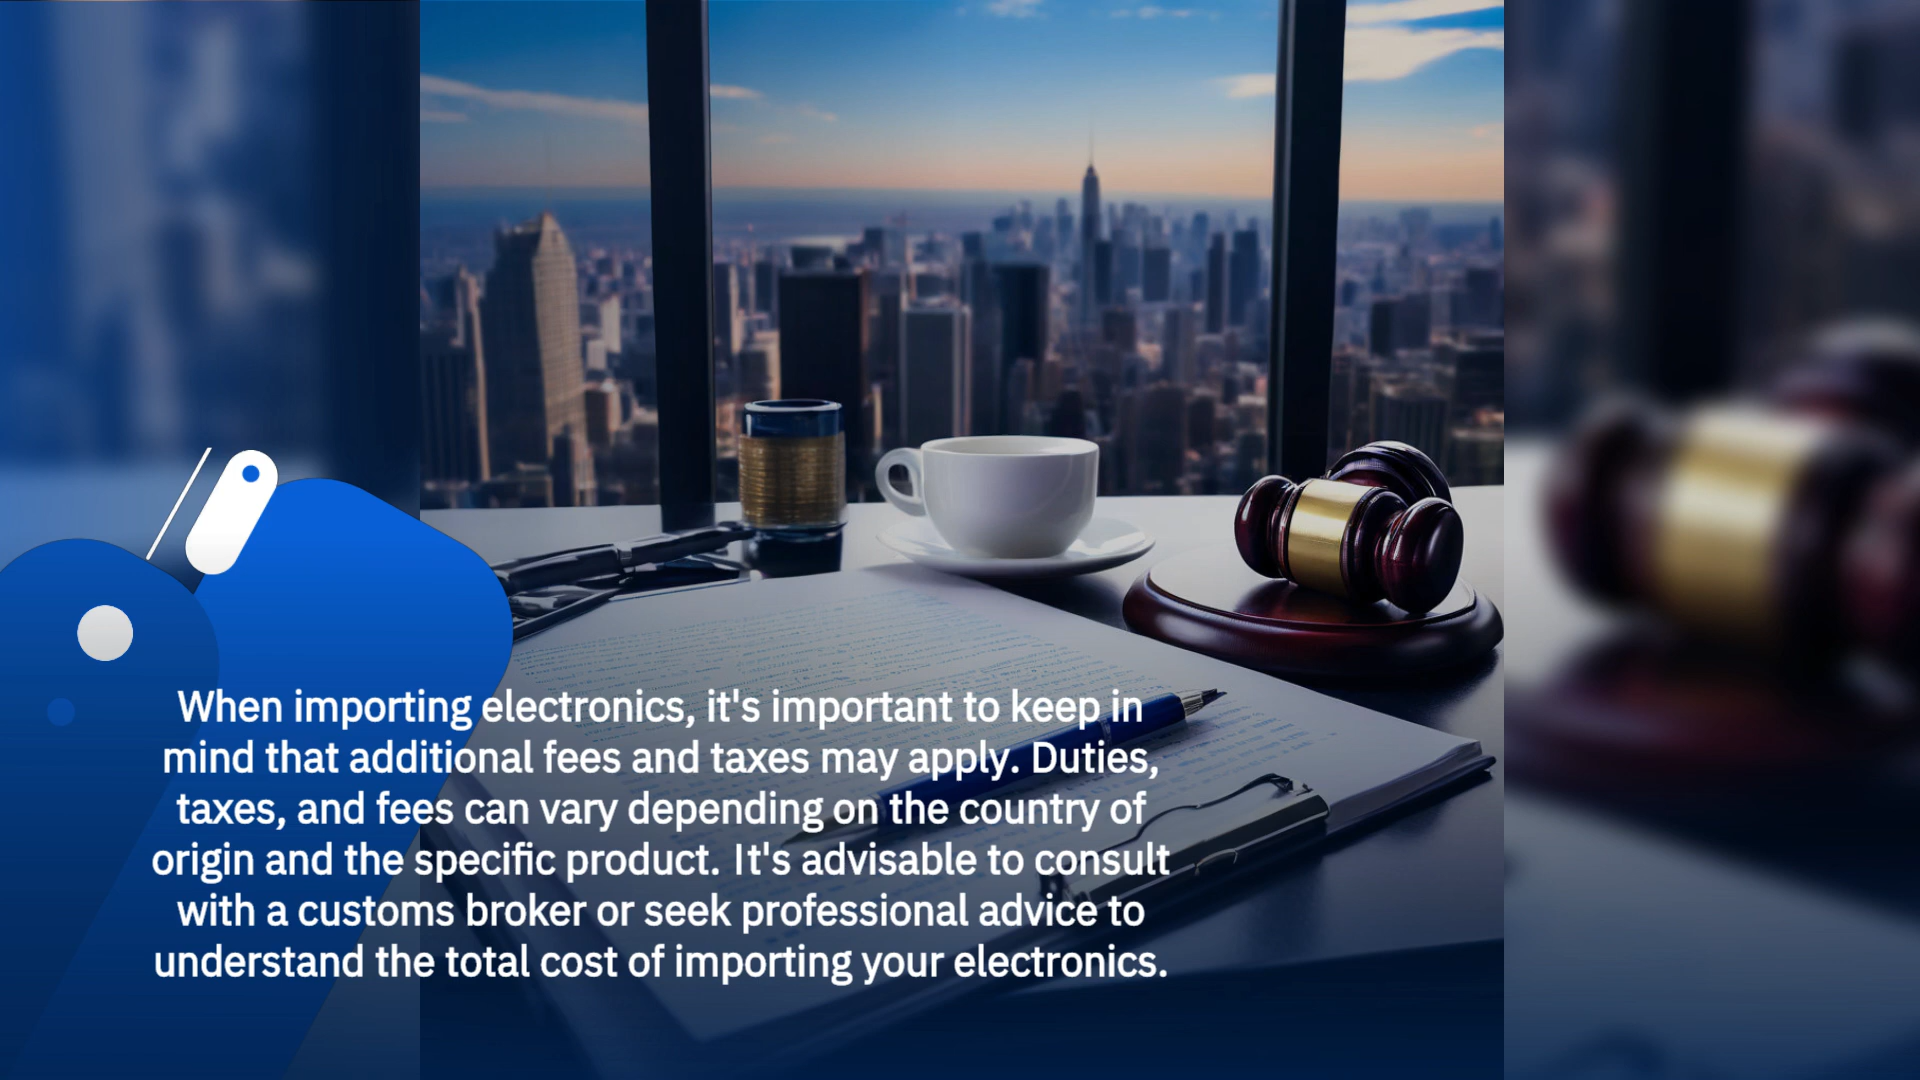 When importing electronics, it's important to keep in
mind that additional fees and taxes may apply. Duties,
taxes, and fees can vary depending on the country of
origin and the specific product. It's advisable to consult
with a customs broker or seek professional advice to
understand the total cost of importing your electronics.